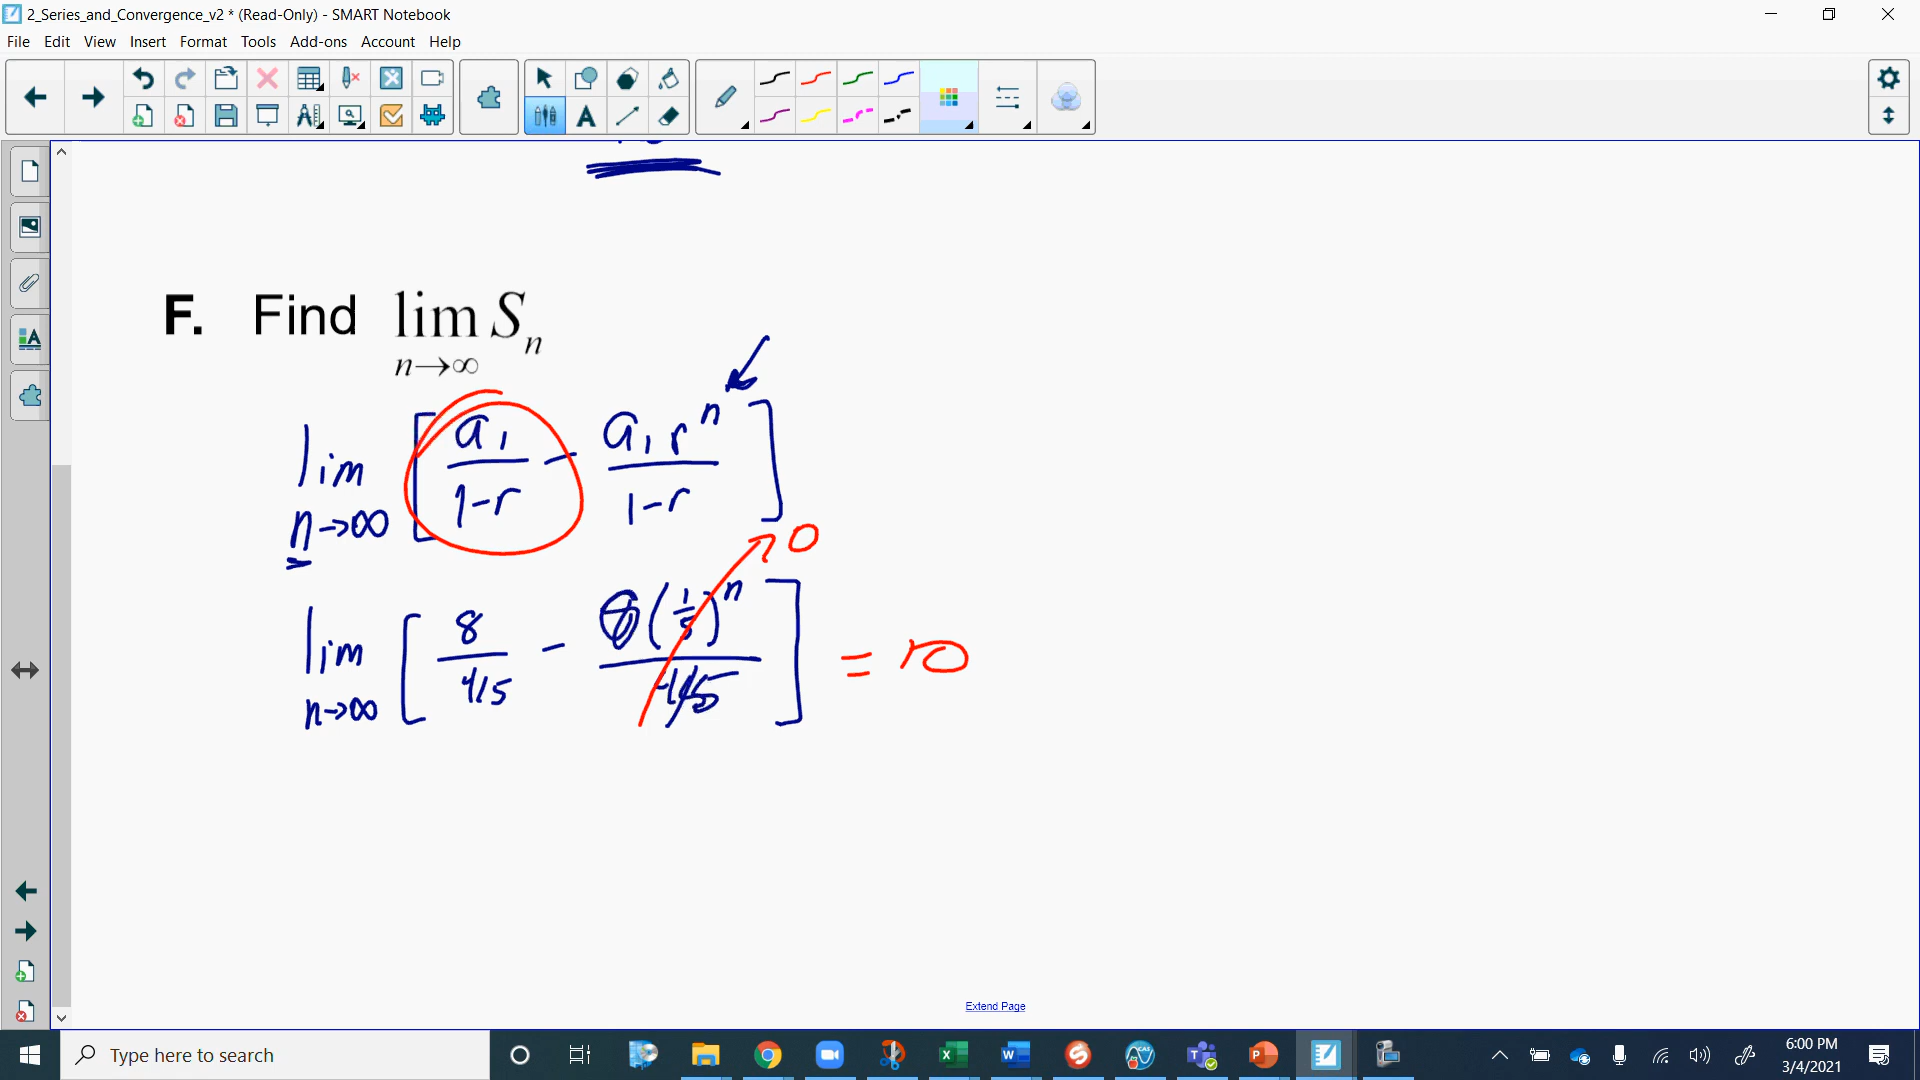 2_Series_and_Convergence_v2 * (Read-Only) - SMART Notebook
File Edit View Insert Format Tools Add-ons Account Help
F. Find lim S_n
n→∞
lim [ a₁/(1-r) - a₁rⁿ/(1-r) ]
n→∞
0
lim [ 8/(4/5) - 8(1/5)ⁿ/(4/5) ] = 10
n→∞
Extend Page
Type here to search
6:00 PM
3/4/2021